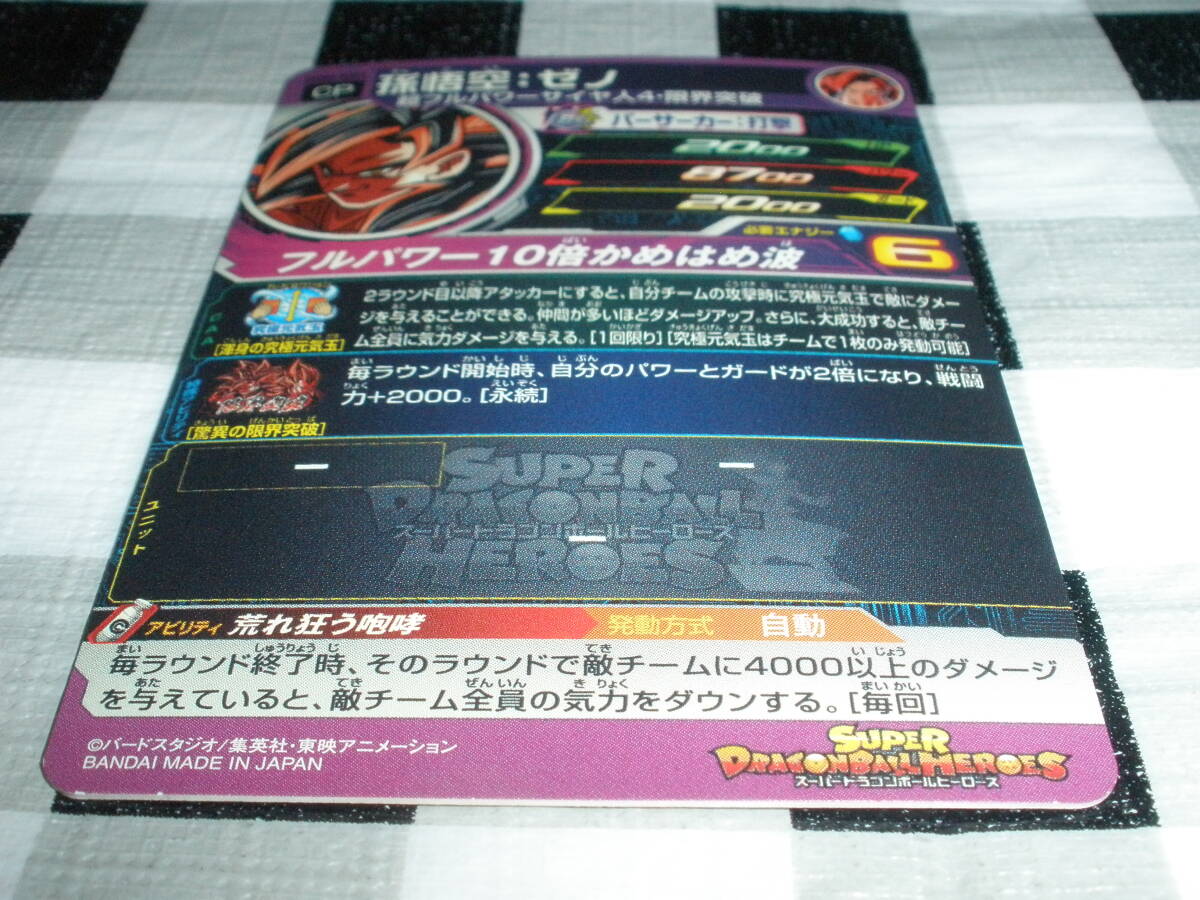 CP 孫悟空：ゼノ
超フルパワーサイヤ人4・限界突破
バーサーカー：打撃
2000
6700
2000 ガード
必要エナジー 6
フルパワー10倍かめはめ波
CAA
究極元気玉
[渾身の究極元気玉]
2ラウンド目以降アタッカーにすると、自分チームの攻撃時に究極元気玉で敵にダメー
ジを与えることができる。仲間が多いほどダメージアップ。さらに、大成功すると、敵チー
ム全員に気力ダメージを与える。[1回限り][究極元気玉はチームで1枚のみ発動可能]
[驚異の限界突破]
毎ラウンド開始時、自分のパワーとガードが2倍になり、戦闘
力+2000。[永続]
ユニット
SUPER
DRAGONBALL
スーパードラゴンボールヒーローズ
HEROES
アビリティ 荒れ狂う咆哮 発動方式 自動
毎ラウンド終了時、そのラウンドで敵チームに4000以上のダメージ
を与えていると、敵チーム全員の気力をダウンする。[毎回]
©バードスタジオ/集英社・東映アニメーション
BANDAI MADE IN JAPAN
SUPER
DRAGONBALL HEROES
スーパードラゴンボールヒーローズ